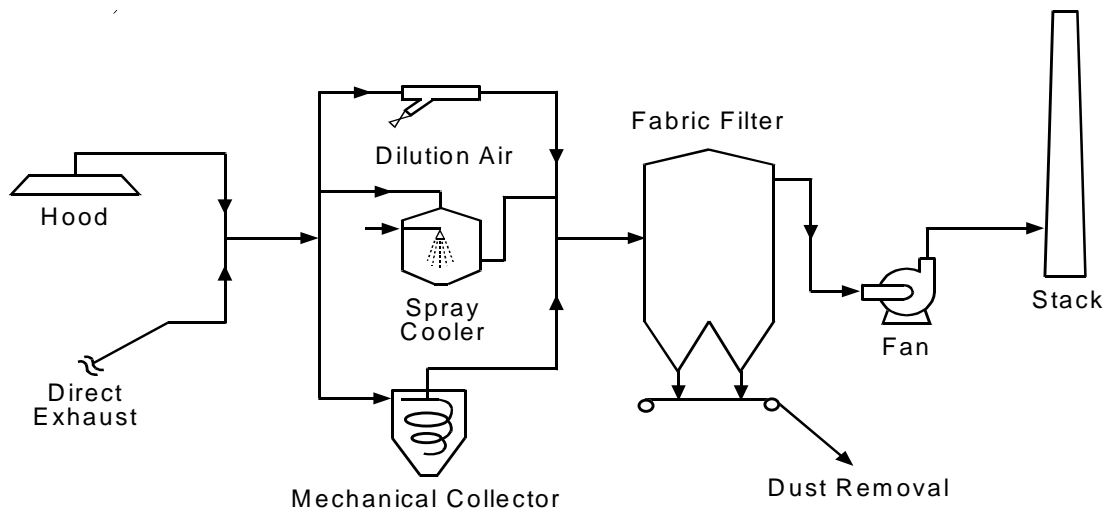 Fabric Filter
Dilution Air
Hood
Spray
Cooler
Stack
Fan
Direct
Exhaust
Mechanical Collector
Dust Removal